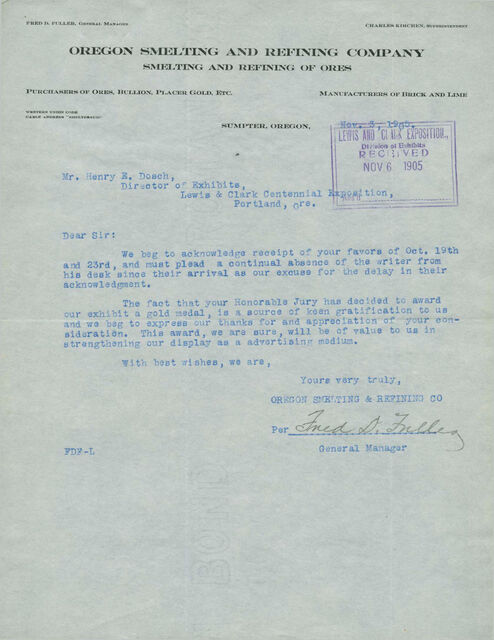 FRED D. FULLER, GENERAL MANAGER
CHARLES KIRCHEN, SUPERINTENDENT
OREGON SMELTING AND REFINING COMPANY
SMELTING AND REFINING OF ORES
PURCHASERS OF ORES, BULLION, PLACER GOLD, ETC.
MANUFACTURERS OF BRICK AND LIME
WESTERN UNION CODE
CABLE ADDRESS "SMELTERSUM"
SUMPTER, OREGON, Nov. 3, 1905.
LEWIS AND CLARK EXPOSITION,
Division of Exhibits
RECEIVED
NOV 6 1905
Mr. Henry E. Dosch,
Director of Exhibits,
Lewis & Clark Centennial Exposition,
Portland, Ore.
Dear Sir:
We beg to acknowledge receipt of your favors of Oct. 19th
and 23rd, and must plead a continual absence of the writer from
his desk since their arrival as our excuse for the delay in their
acknowledgment.
The fact that your Honorable Jury has decided to award
our exhibit a gold medal, is a source of keen gratification to us
and we beg to express our thanks for and appreciation of your con-
sideration. This award, we are sure, will be of value to us in
strengthening our display as a advertising medium.
With best wishes, we are,
Yours very truly,
OREGON SMELTING & REFINING CO
Per Fred D. Fuller
General Manager
FDF-L
BOND